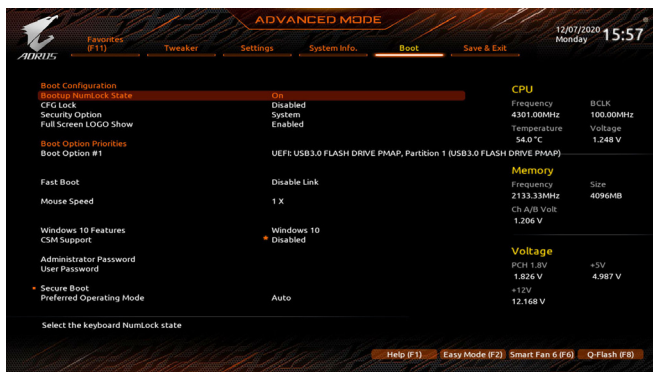 ADVANCED MODE
12/07/2020 Monday 15:57
AORUS
Favorites (F11) Tweaker Settings System Info. Boot Save & Exit
Boot Configuration
Bootup NumLock State On
CFG Lock Disabled
Security Option System
Full Screen LOGO Show Enabled
Boot Option Priorities
Boot Option #1 UEFI: USB3.0 FLASH DRIVE PMAP, Partition 1 (USB3.0 FLASH DRIVE PMAP)
Fast Boot Disable Link
Mouse Speed 1 X
Windows 10 Features Windows 10
CSM Support * Disabled
Administrator Password
User Password
Secure Boot
Preferred Operating Mode Auto
CPU
Frequency BCLK
4301.00MHz 100.00MHz
Temperature Voltage
54.0 °C 1.248 V
Memory
Frequency Size
2133.33MHz 4096MB
Ch A/B Volt
1.206 V
Voltage
PCH 1.8V +5V
1.826 V 4.987 V
+12V
12.168 V
Select the keyboard NumLock state
Help (F1) Easy Mode (F2) Smart Fan 6 (F6) Q-Flash (F8)